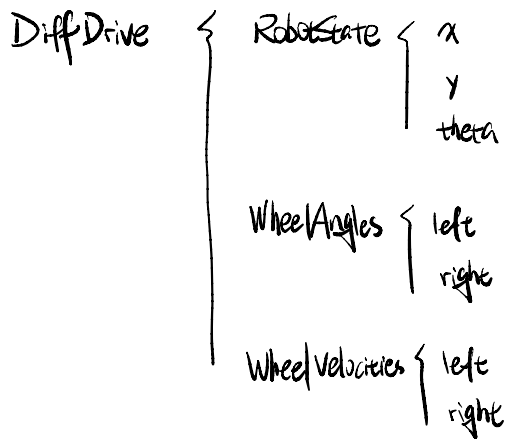 DiffDrive RobotState x
y
theta
WheelAngles left
right
WheelVelocities left
right